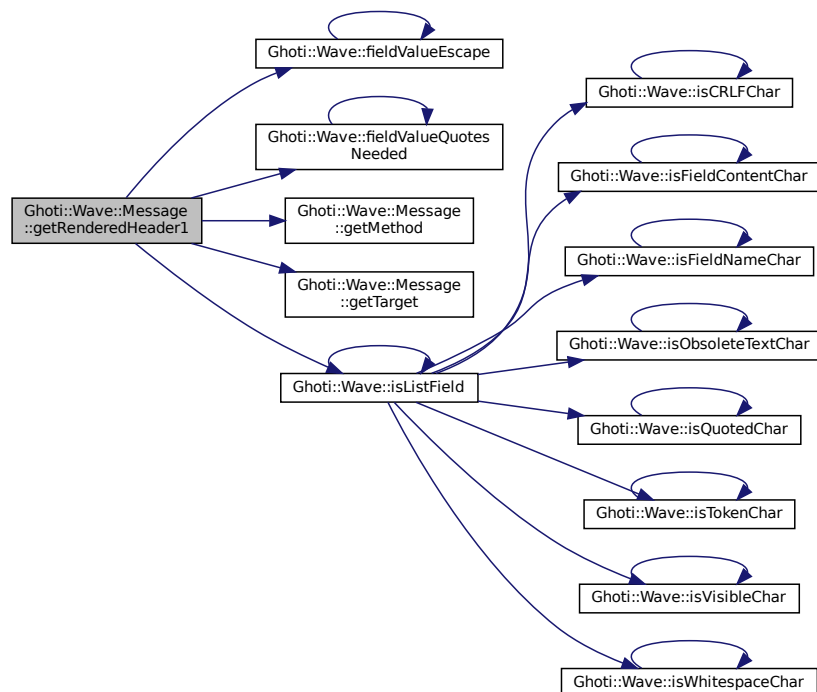 Ghoti::Wave::fieldValueEscape
Ghoti::Wave::isCRLFChar
Ghoti::Wave::fieldValueQuotes
Needed
Ghoti::Wave::isFieldContentChar
Ghoti::Wave::Message
::getRenderedHeader1
Ghoti::Wave::Message
::getMethod
Ghoti::Wave::isFieldNameChar
Ghoti::Wave::Message
::getTarget
Ghoti::Wave::isObsoleteTextChar
Ghoti::Wave::isListField
Ghoti::Wave::isQuotedChar
Ghoti::Wave::isTokenChar
Ghoti::Wave::isVisibleChar
Ghoti::Wave::isWhitespaceChar